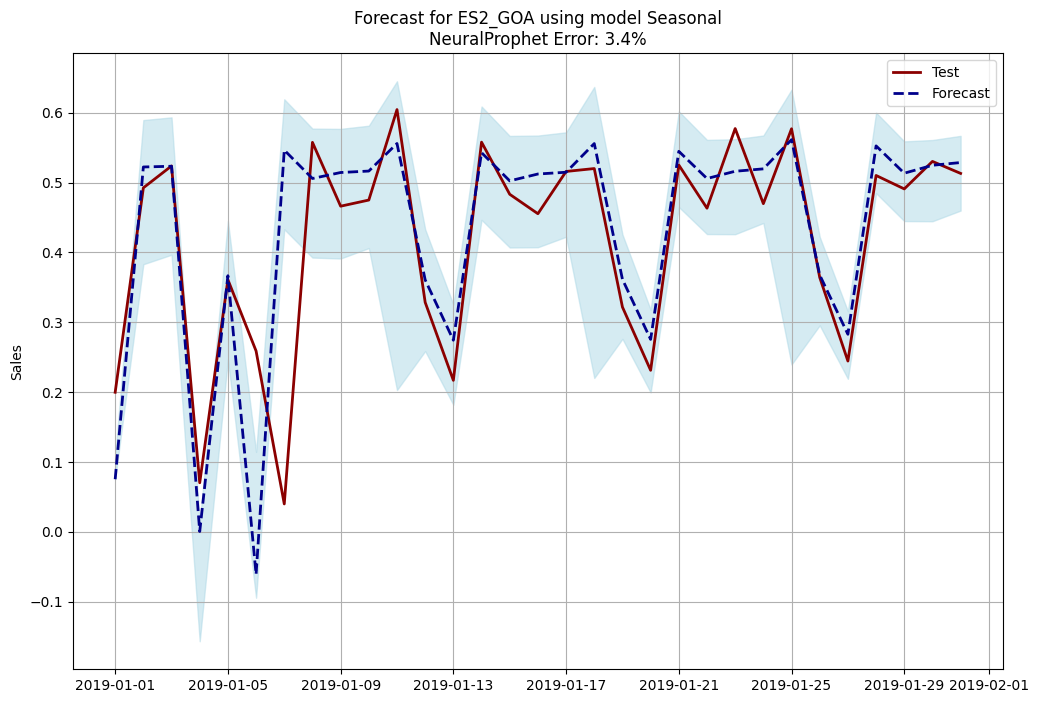 Forecast for ES2_GOA using model Seasonal
NeuralProphet Error: 3.4%
Test
Forecast
Sales
0.6
0.5
0.4
0.3
0.2
0.1
0.0
−0.1
2019-01-01 2019-01-05 2019-01-09 2019-01-13 2019-01-17 2019-01-21 2019-01-25 2019-01-29 2019-02-01